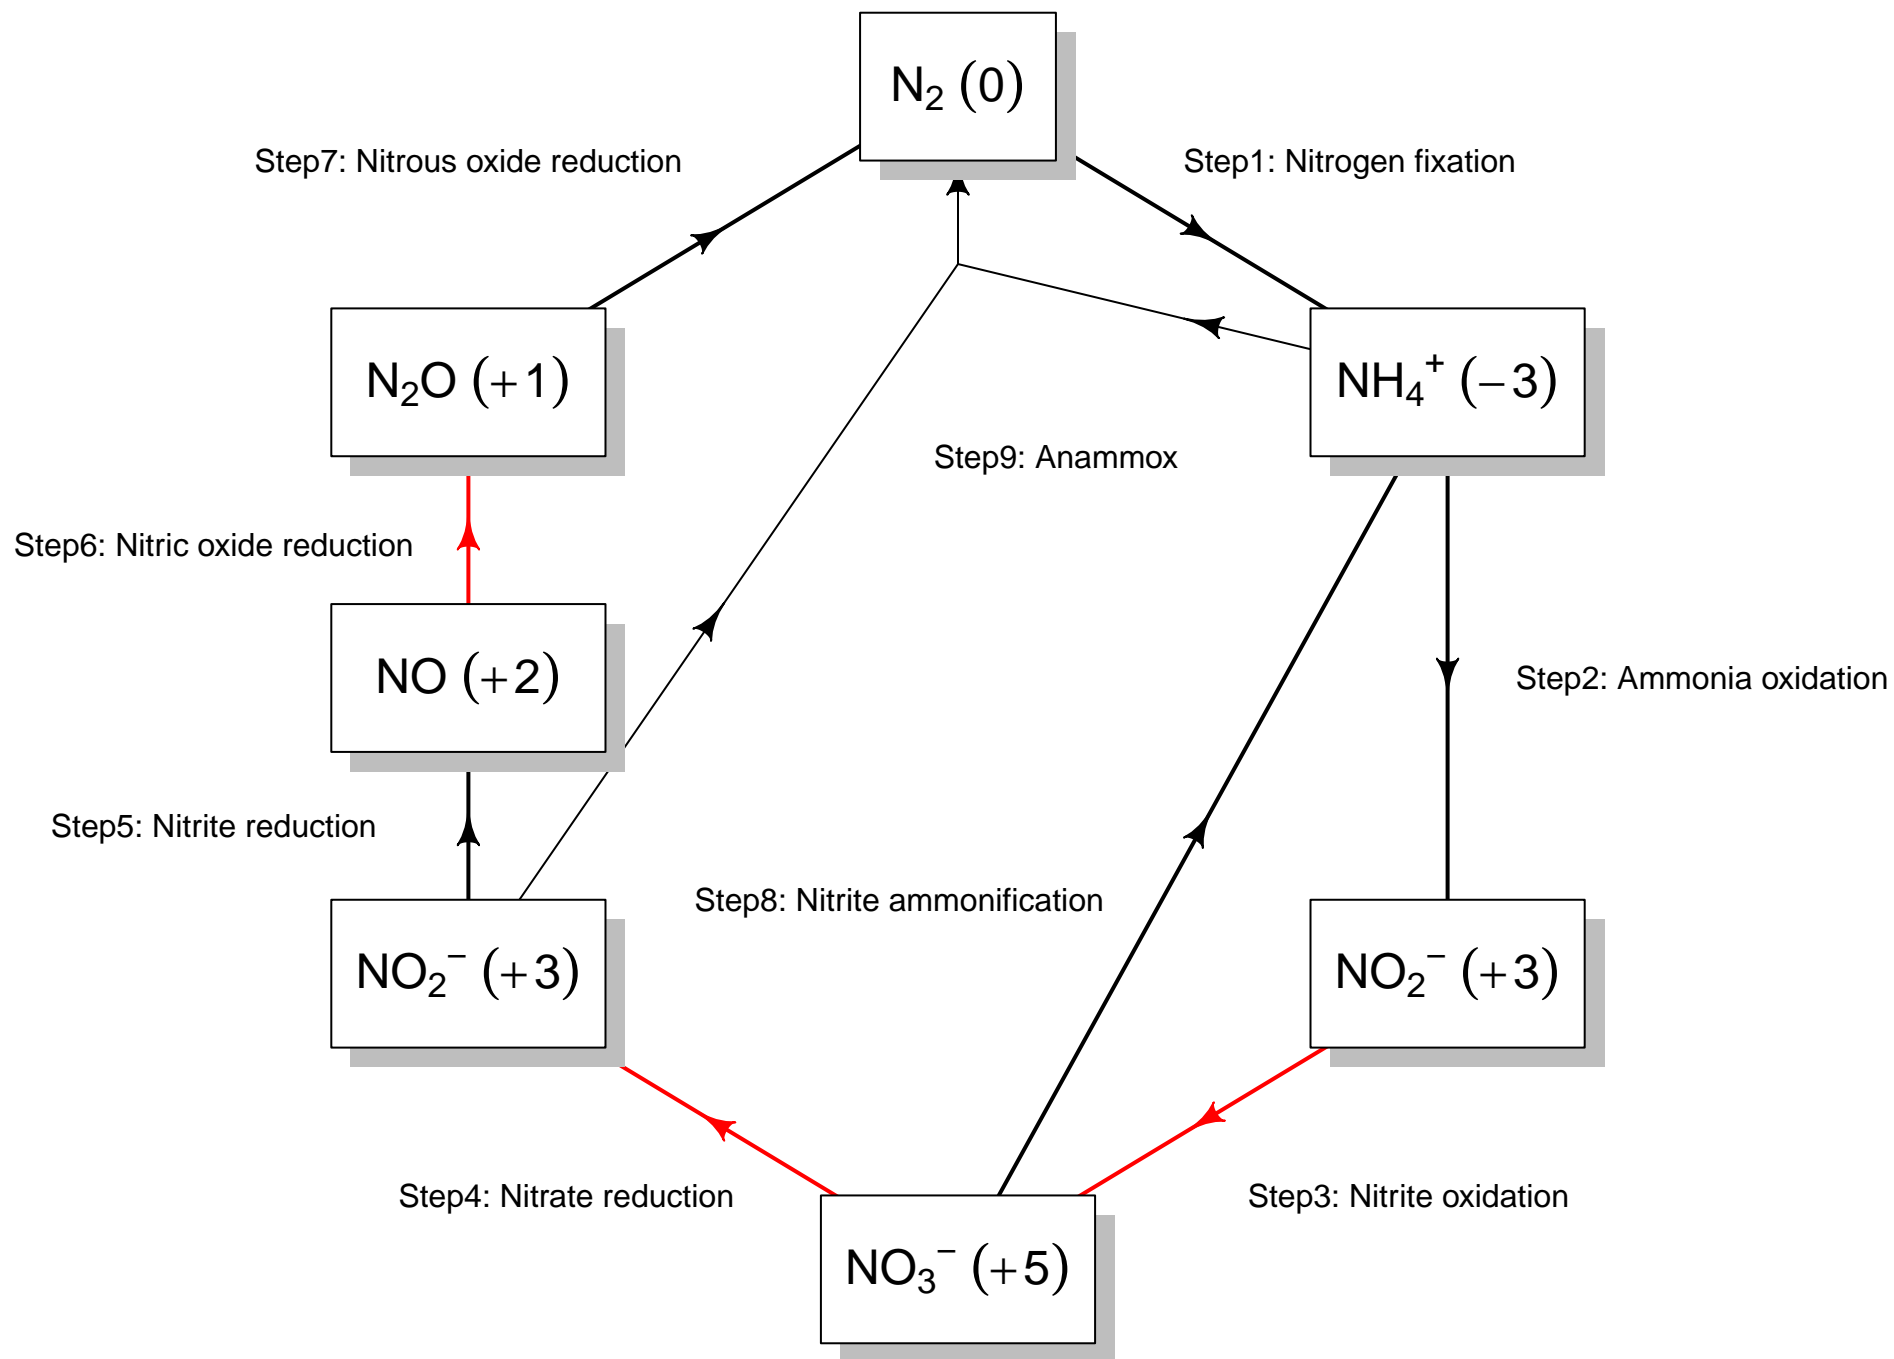 N₂ (0)
Step7: Nitrous oxide reduction
Step1: Nitrogen fixation
N₂O (+1)
NH₄⁺ (−3)
Step9: Anammox
Step6: Nitric oxide reduction
NO (+2)
Step2: Ammonia oxidation
Step5: Nitrite reduction
Step8: Nitrite ammonification
NO₂⁻ (+3)
NO₂⁻ (+3)
Step4: Nitrate reduction
Step3: Nitrite oxidation
NO₃⁻ (+5)